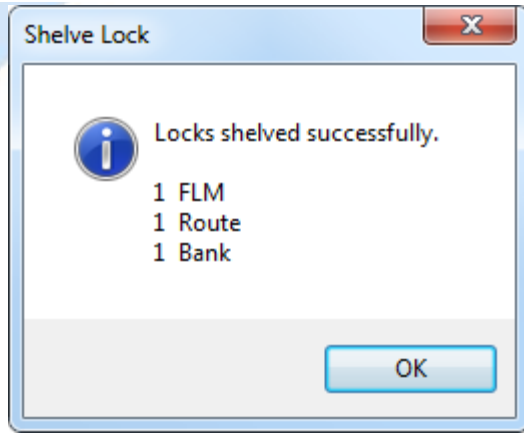 Shelve Lock
Locks shelved successfully.
1 FLM
1 Route
1 Bank
OK